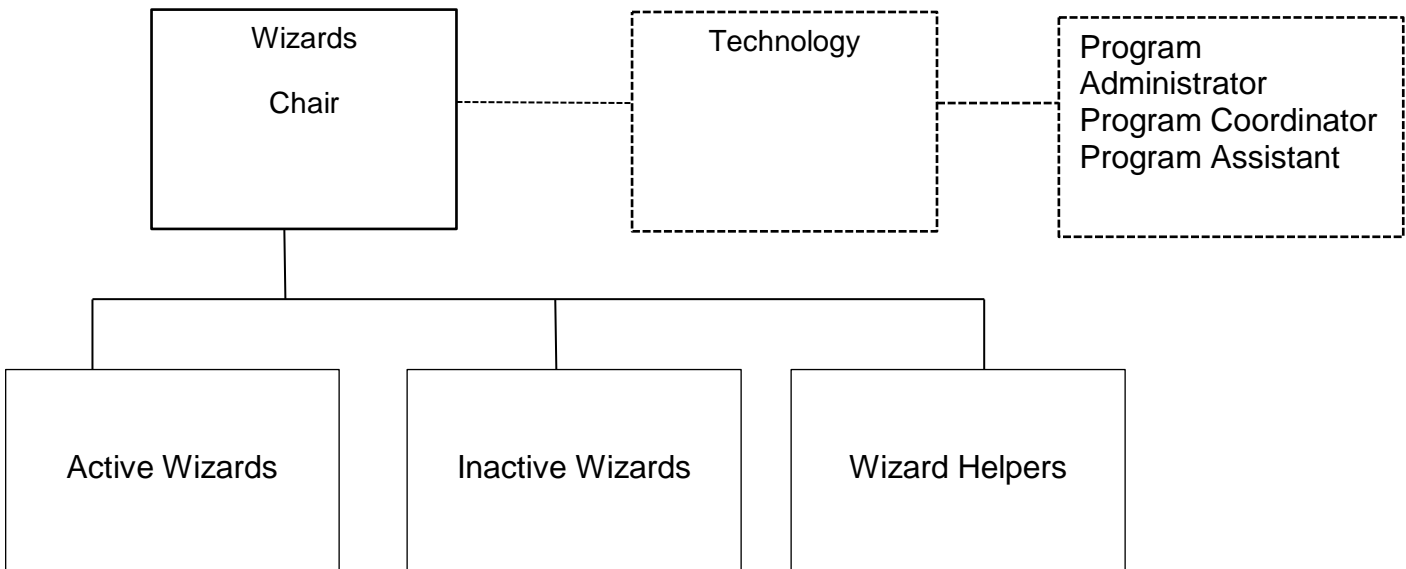 Wizards
Chair
Technology
Program
Administrator
Program Coordinator
Program Assistant
Active Wizards
Inactive Wizards
Wizard Helpers